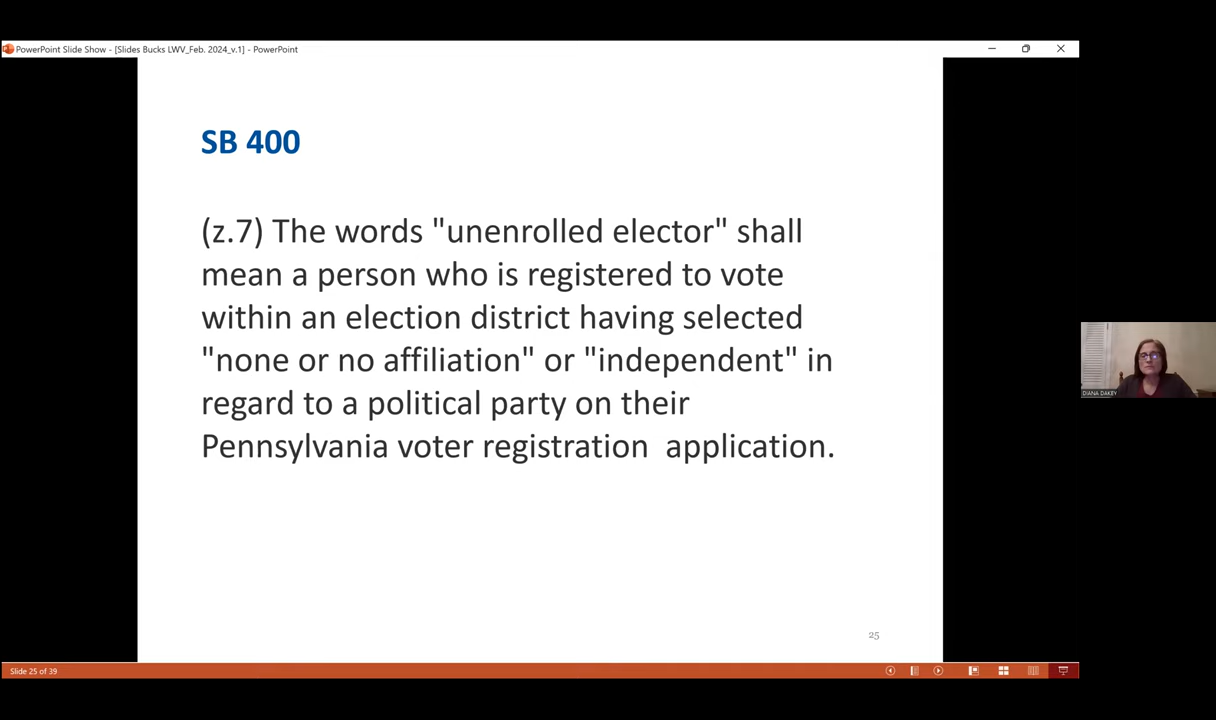 PowerPoint Slide Show - [Slides Bucks LWV_Feb. 2024_v.1] - PowerPoint
SB 400
(z.7) The words "unenrolled elector" shall
mean a person who is registered to vote
within an election district having selected
"none or no affiliation" or "independent" in
regard to a political party on their
Pennsylvania voter registration  application.
DIANA DAKEY
25
Slide 25 of 39